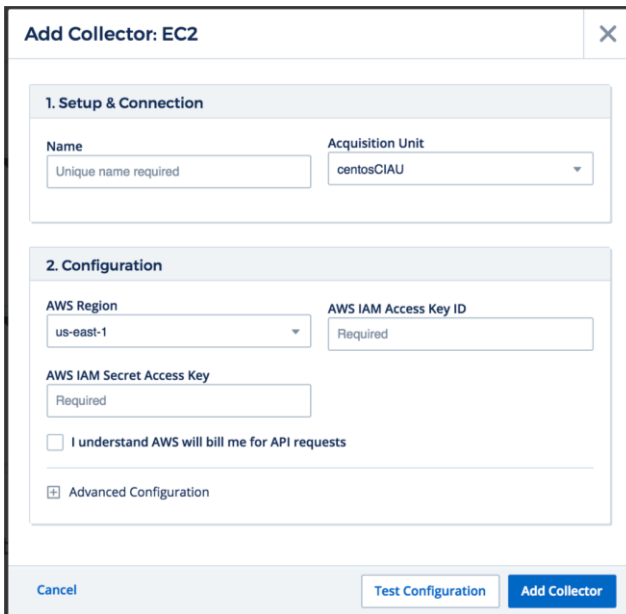 Add Collector: EC2
1. Setup & Connection
Name
Unique name required
Acquisition Unit
centosCIAU
2. Configuration
AWS Region
us-east-1
AWS IAM Access Key ID
Required
AWS IAM Secret Access Key
Required
I understand AWS will bill me for API requests
Advanced Configuration
Cancel
Test Configuration
Add Collector